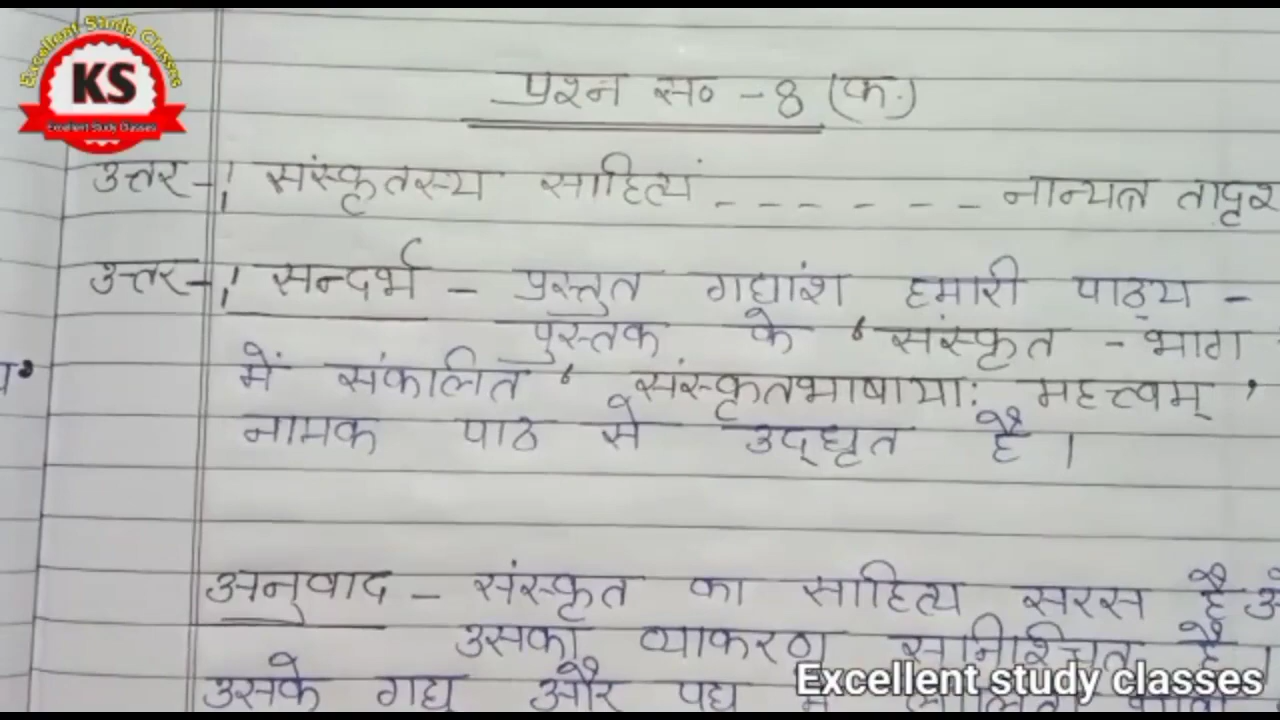 Excellent Study Classes
KS
Excellent Study Classes
प्रश्न स० - 8 (क.)
उत्तर - संस्कृतस्य साहित्यं - - - - - - - नान्यत्र तादृश
उत्तर - सन्दर्भ - प्रस्तुत गद्यांश हमारी पाठ्य -
पुस्तक के 'संस्कृत - भाग
में संकलित ' संस्कृतभाषायाः महत्त्वम् '
नामक पाठ से उद्धृत है ।
अनुवाद - संस्कृत का साहित्य सरस है
उसका व्याकरण सुनिश्चित है ।
उसके गद्य और पद्य में
Excellent study classes